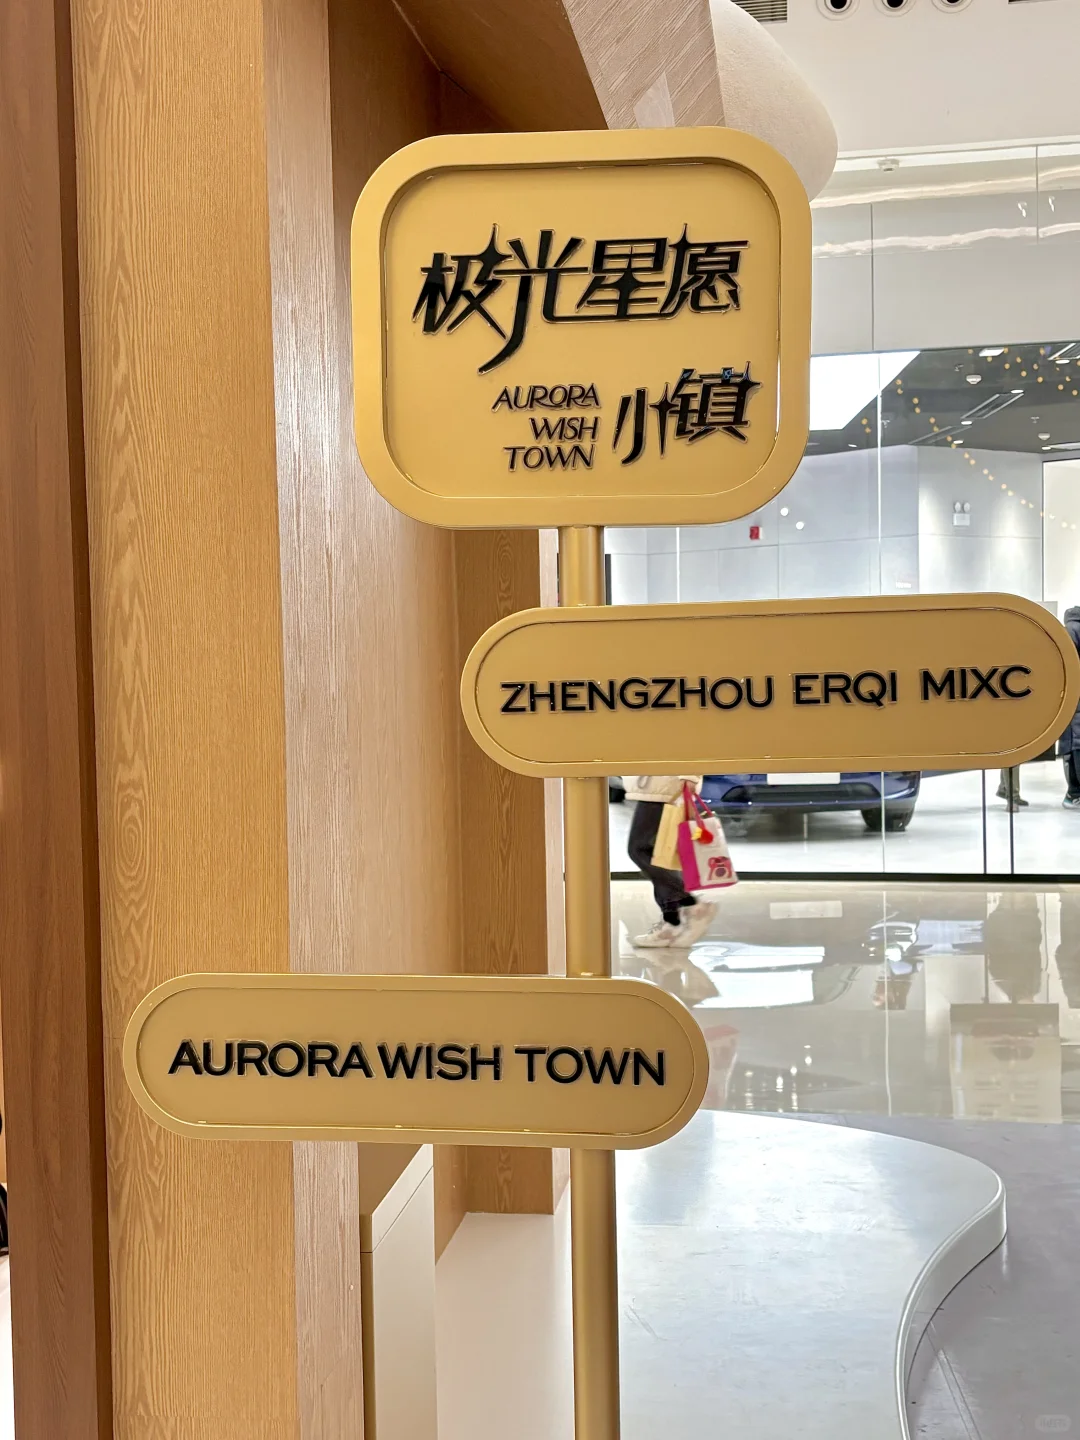 极光星愿
AURORA
WISH
TOWN
小镇
ZHENGZHOU ERQI MIXC
AURORA WISH TOWN